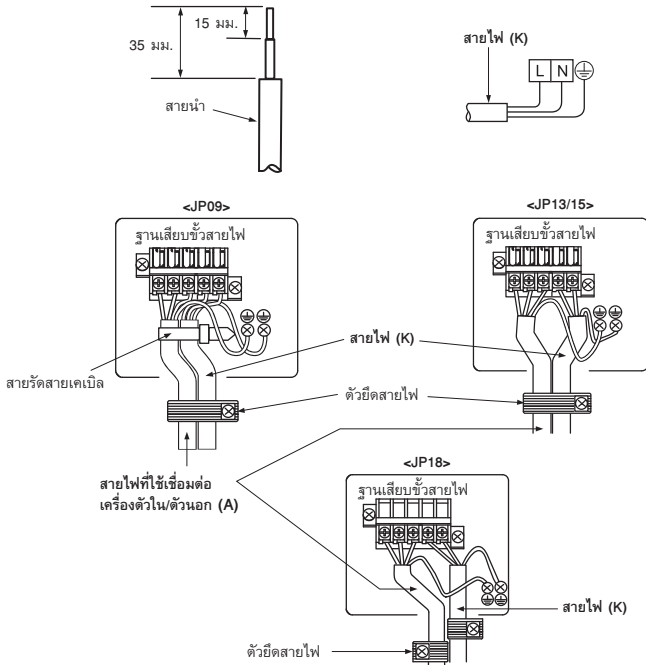 15 มม.
35 มม.
สายนำ
สายไฟ (K)
L N
<JP09>
ฐานเสียบขั้วสายไฟ
สายรัดสายเคเบิล
<JP13/15>
ฐานเสียบขั้วสายไฟ
สายไฟ (K)
ตัวยึดสายไฟ
สายไฟที่ใช้เชื่อมต่อ
เครื่องตัวใน/ตัวนอก (A)
<JP18>
ฐานเสียบขั้วสายไฟ
สายไฟ (K)
ตัวยึดสายไฟ